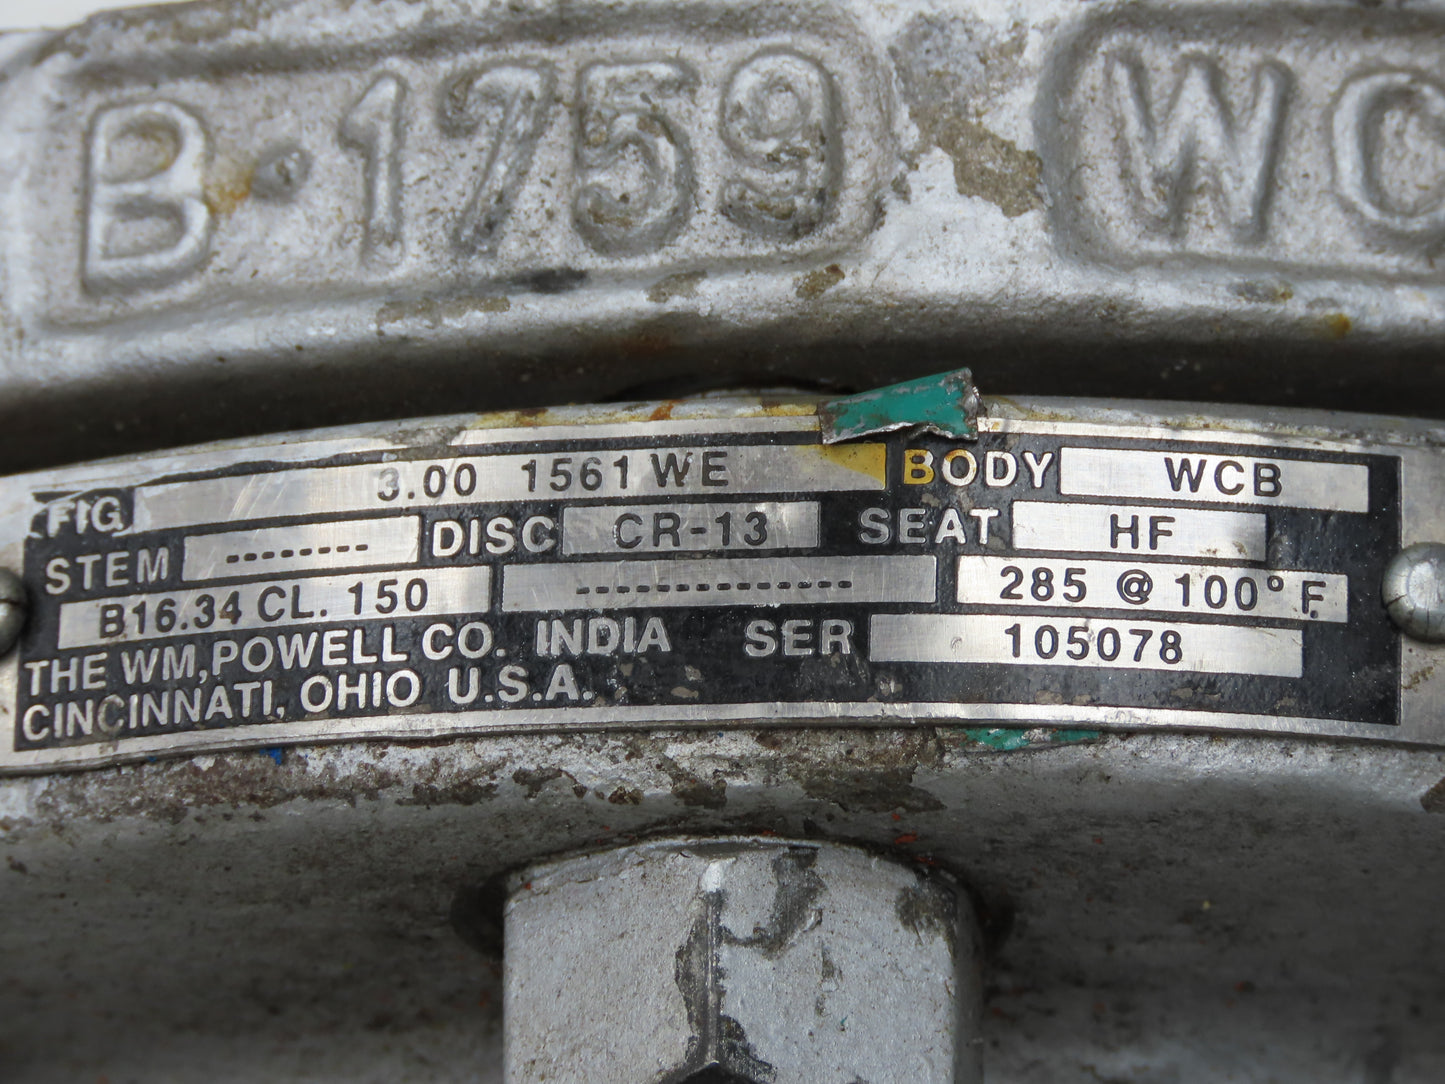 B·1759 WC
FIG 3.00 1561 WE BODY WCB
STEM -------- DISC CR-13 SEAT HF
B16.34 CL. 150 -------------- 285 @ 100° F.
THE WM, POWELL CO. INDIA SER 105078
CINCINNATI, OHIO U.S.A.